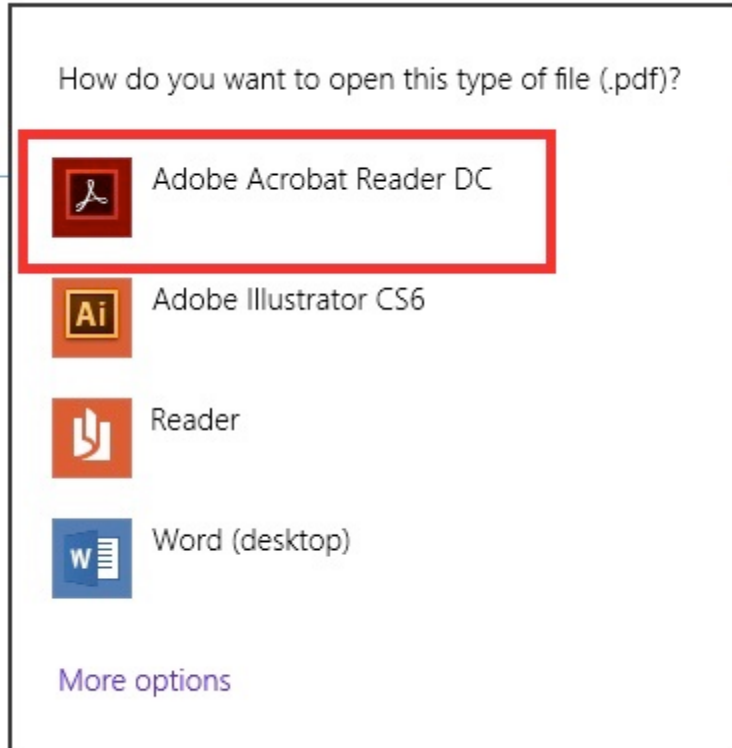 How do you want to open this type of file (.pdf)?
Adobe Acrobat Reader DC
Ai
Adobe Illustrator CS6
Reader
W
Word (desktop)
More options